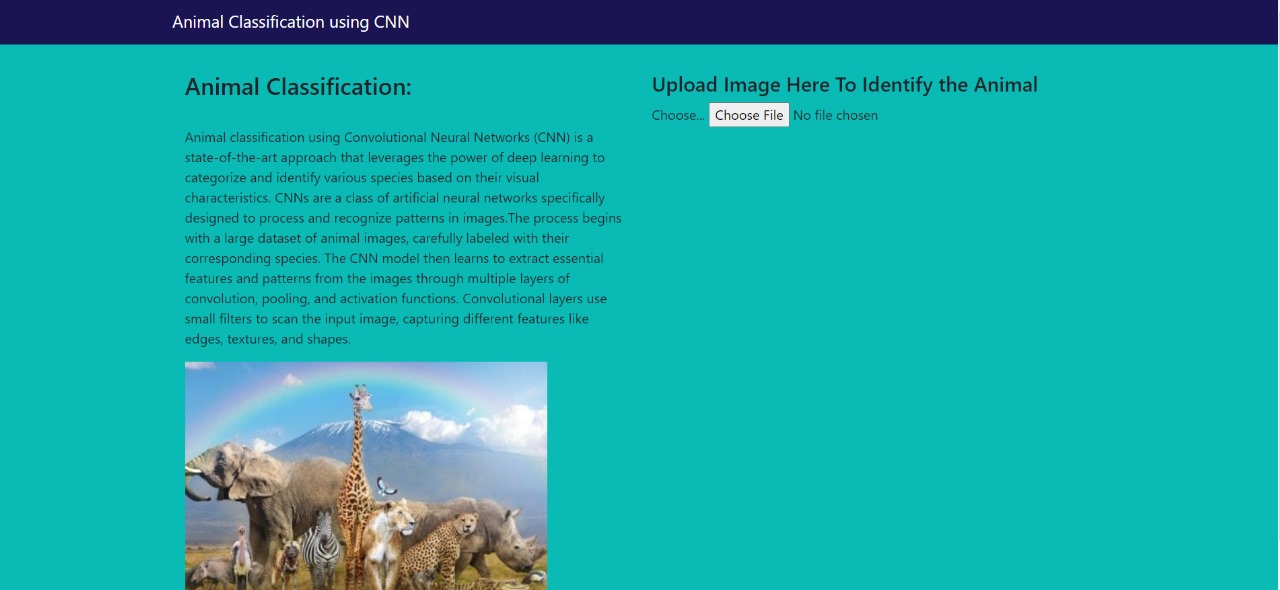 Animal Classification using CNN
Animal Classification:
Animal classification using Convolutional Neural Networks (CNN) is a
state-of-the-art approach that leverages the power of deep learning to
categorize and identify various species based on their visual
characteristics. CNNs are a class of artificial neural networks specifically
designed to process and recognize patterns in images.The process begins
with a large dataset of animal images, carefully labeled with their
corresponding species. The CNN model then learns to extract essential
features and patterns from the images through multiple layers of
convolution, pooling, and activation functions. Convolutional layers use
small filters to scan the input image, capturing different features like
edges, textures, and shapes.
Upload Image Here To Identify the Animal
Choose... Choose File No file chosen